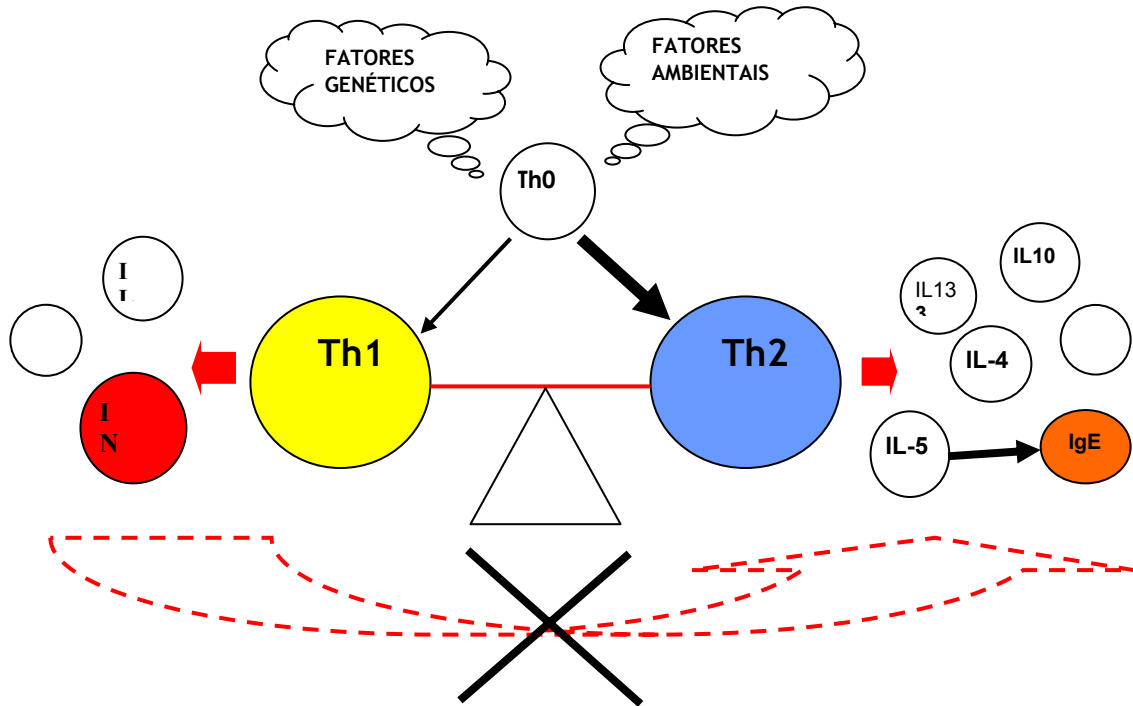 FATORES
GENÉTICOS
FATORES
AMBIENTAIS
Th0
I
Th1
Th2
IL10
IL13
IL-4
I
N
IL-5
IgE